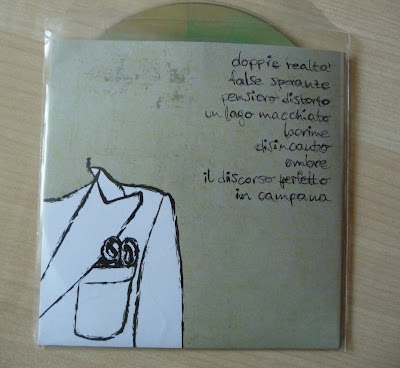 doppie realta'
false speranze
pensiero distorto
un lago macchiato
lacrime
disincanto
ombre
il discorso perfetto
in campana